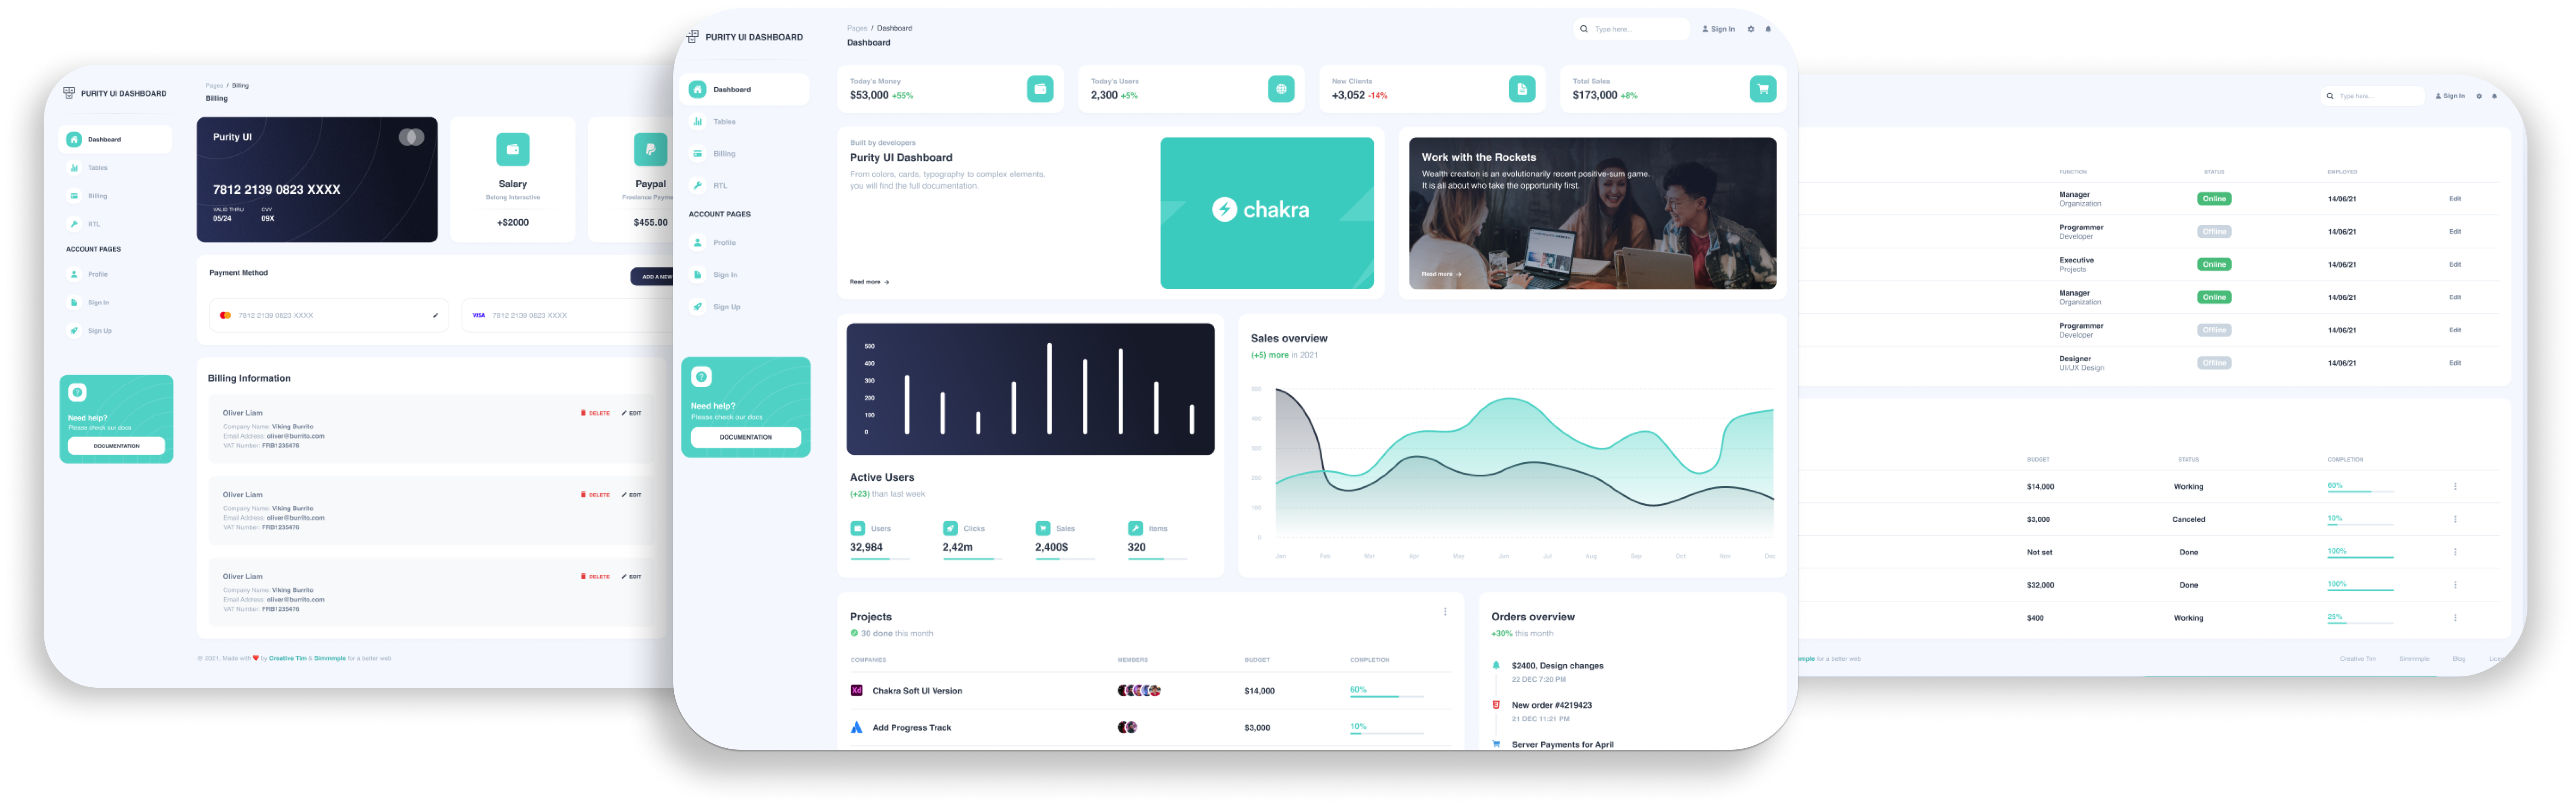 PURITY UI DASHBOARD
Dashboard
Tables
Billing
RTL
ACCOUNT PAGES
Profile
Sign In
Sign Up
Need help?
Please check our docs
DOCUMENTATION
Pages / Billing
Billing
Purity UI
7812 2139 0823 XXXX
VALID THRU CVV
05/24 09X
Salary
Belong Interactive
+$2000
Paypal
Freelance Payme
$455.00
Payment Method
ADD A NEW
7812 2139 0823 XXXX
VISA 7812 2139 0823 XXXX
Billing Information
Oliver Liam DELETE EDIT
Company Name: Viking Burrito
Email Address: oliver@burrito.com
VAT Number: FRB1235476
Oliver Liam DELETE EDIT
Company Name: Viking Burrito
Email Address: oliver@burrito.com
VAT Number: FRB1235476
Oliver Liam DELETE EDIT
Company Name: Viking Burrito
Email Address: oliver@burrito.com
VAT Number: FRB1235476
© 2021, Made with ❤️ by Creative Tim & Simmmple for a better web
PURITY UI DASHBOARD
Dashboard
Tables
Billing
RTL
ACCOUNT PAGES
Profile
Sign In
Sign Up
Need help?
Please check our docs
DOCUMENTATION
Pages / Dashboard
Dashboard
Type here...
Sign In
Today's Money
$53,000 +55%
Today's Users
2,300 +5%
New Clients
+3,052 -14%
Total Sales
$173,000 +8%
Built by developers
Purity UI Dashboard
From colors, cards, typography to complex elements,
you will find the full documentation.
Read more →
chakra
Work with the Rockets
Wealth creation is an evolutionarily recent positive-sum game.
It is all about who take the opportunity first.
Read more →
500
400
300
200
100
0
Active Users
(+23) than last week
Users Clicks Sales Items
32,984 2,42m 2,400$ 320
Sales overview
(+5) more in 2021
500
400
300
200
100
0
Jan Feb Mar Apr May Jun Jul Aug Sep Oct Nov Dec
Projects
30 done this month
COMPANIES MEMBERS BUDGET COMPLETION
Xd Chakra Soft UI Version $14,000 60%
Add Progress Track $3,000 10%
Orders overview
+30% this month
$2400, Design changes
22 DEC 7:20 PM
New order #4219423
21 DEC 11:21 PM
Server Payments for April
Type here...
Sign In
FUNCTION STATUS EMPLOYED
Manager
Organization
Online 14/06/21 Edit
Programmer
Developer
Offline 14/06/21 Edit
Executive
Projects
Online 14/06/21 Edit
Manager
Organization
Online 14/06/21 Edit
Programmer
Developer
Offline 14/06/21 Edit
Designer
UI/UX Design
Offline 14/06/21 Edit
BUDGET STATUS COMPLETION
$14,000 Working 60%
$3,000 Canceled 10%
Not set Done 100%
$32,000 Done 100%
$400 Working 25%
mmple for a better web
Creative Tim Simmmple Blog Licen